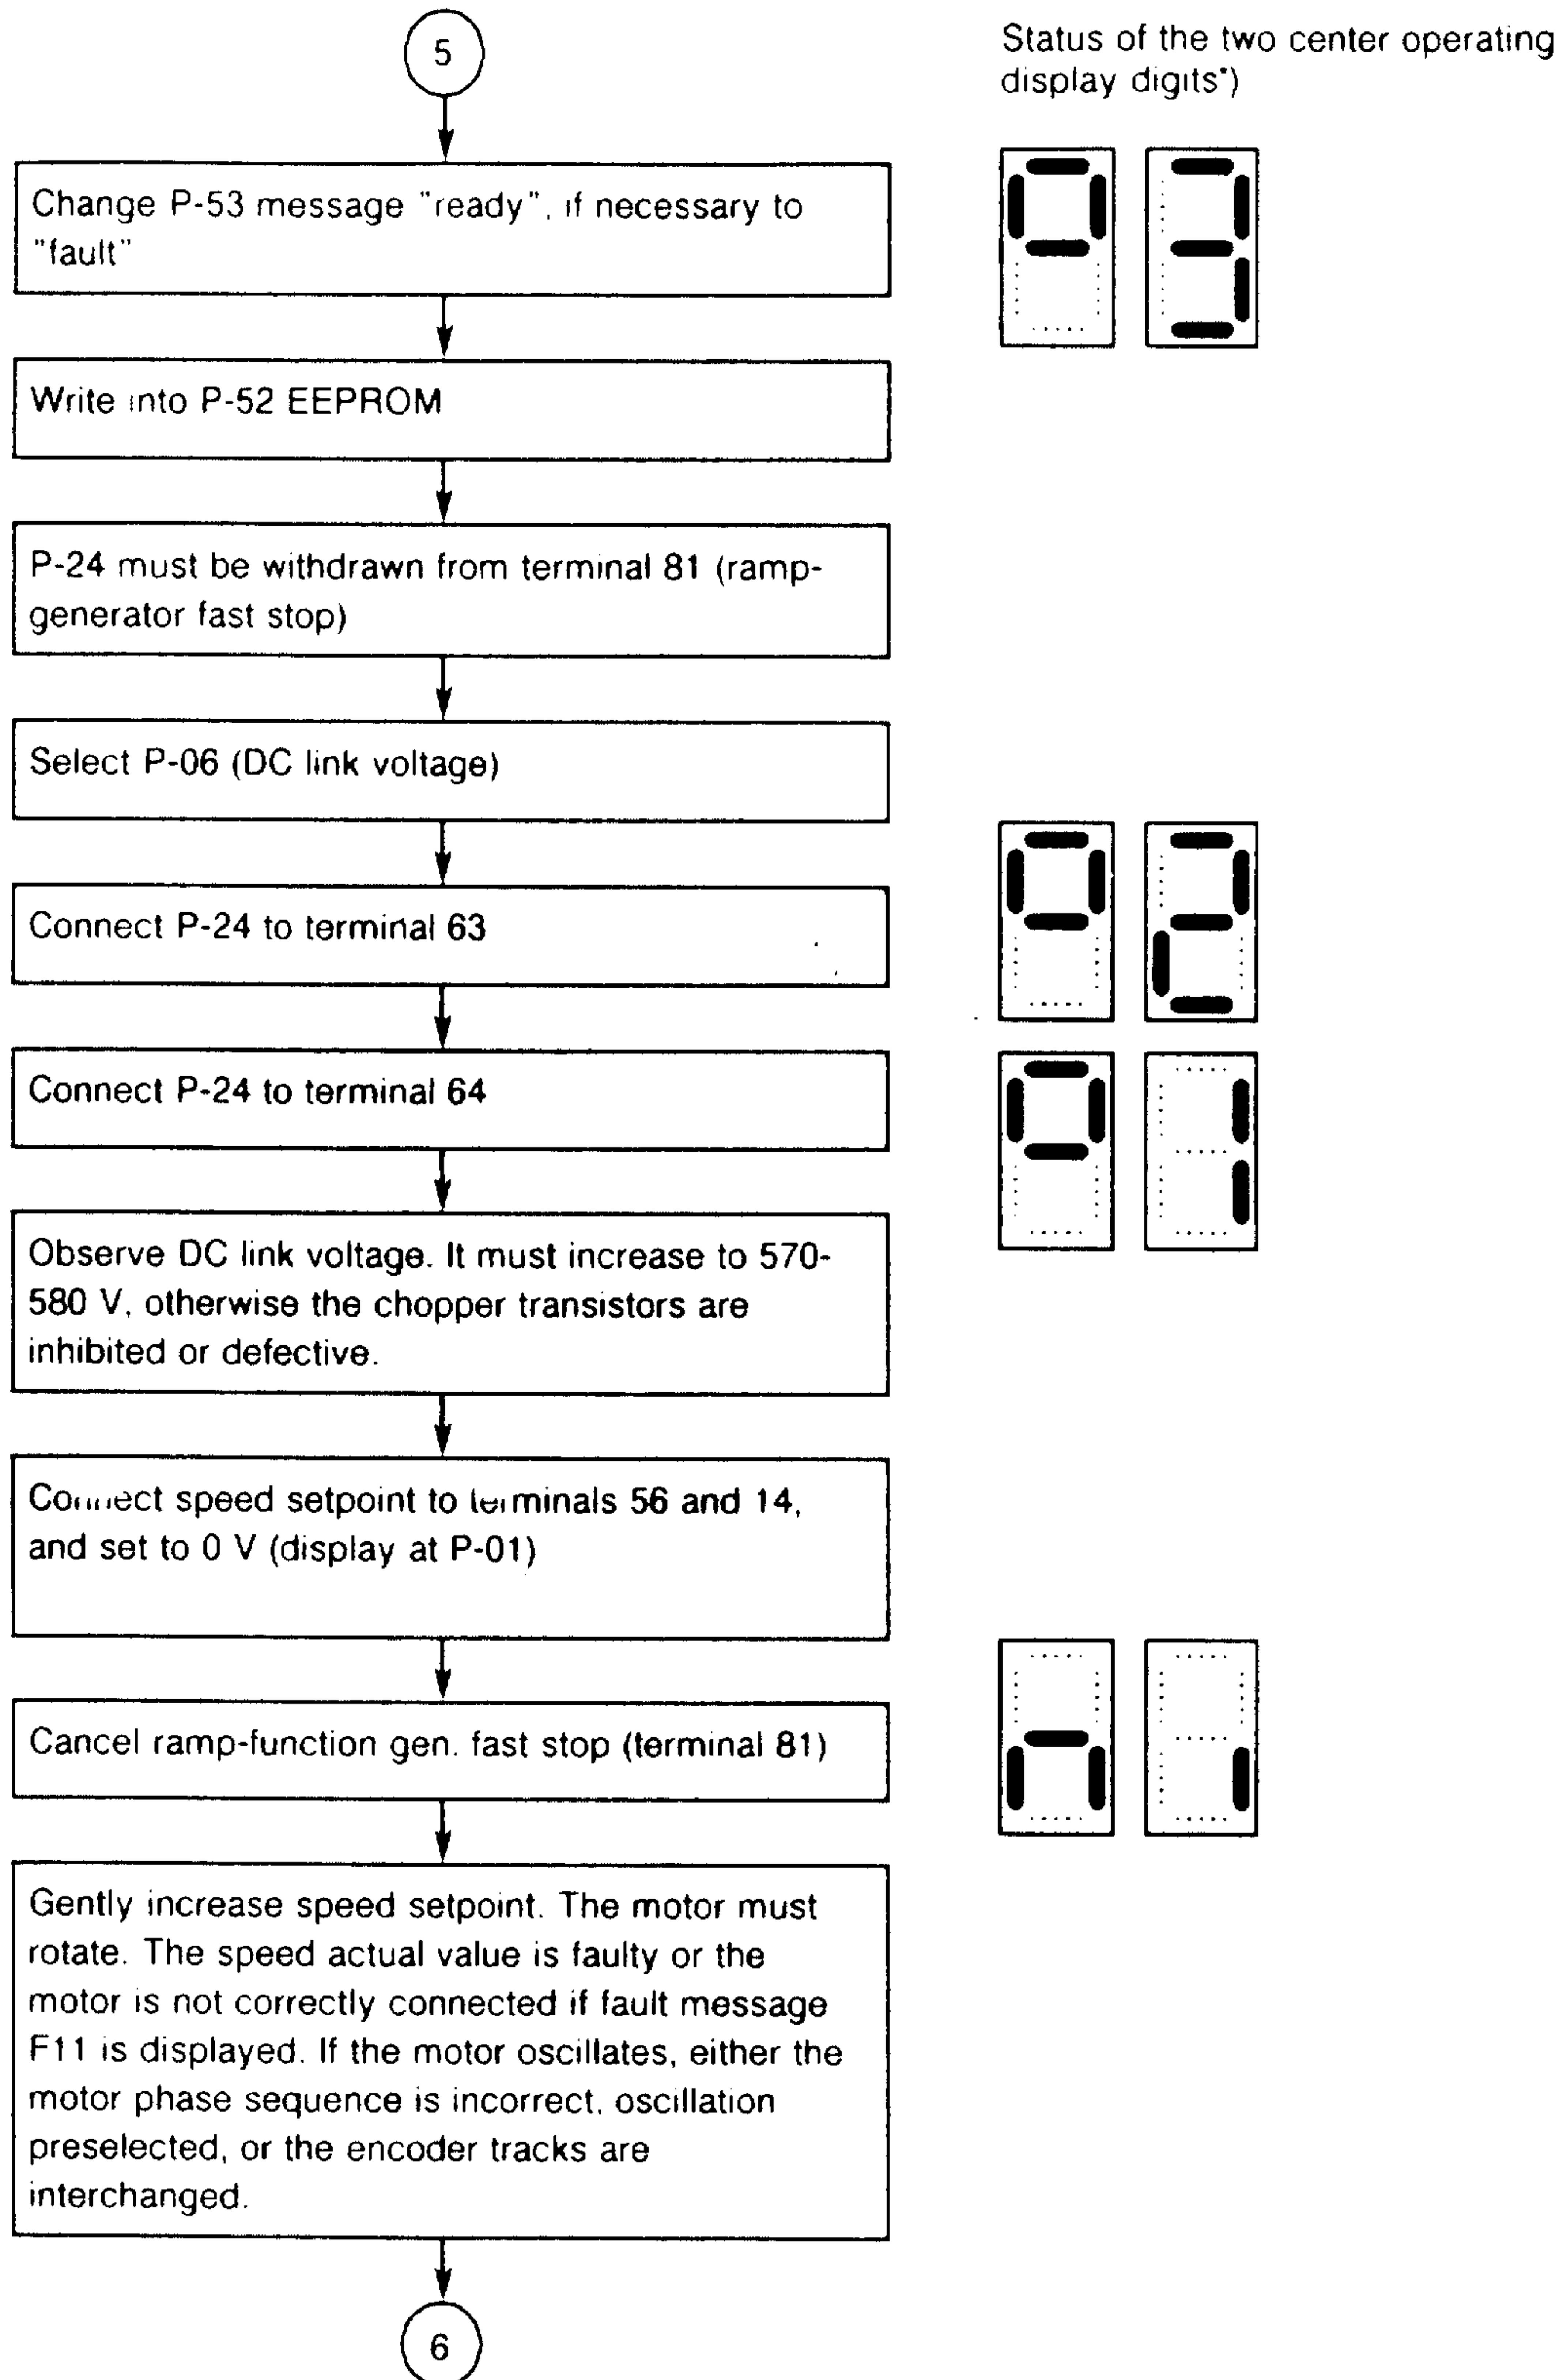 5
Status of the two center operating
display digits*)
Change P-53 message "ready", if necessary to
"fault"
Write into P-52 EEPROM
P-24 must be withdrawn from terminal 81 (ramp-
generator fast stop)
Select P-06 (DC link voltage)
Connect P-24 to terminal 63
Connect P-24 to terminal 64
Observe DC link voltage. It must increase to 570-
580 V, otherwise the chopper transistors are
inhibited or defective.
Connect speed setpoint to terminals 56 and 14,
and set to 0 V (display at P-01)
Cancel ramp-function gen. fast stop (terminal 81)
Gently increase speed setpoint. The motor must
rotate. The speed actual value is faulty or the
motor is not correctly connected if fault message
F11 is displayed. If the motor oscillates, either the
motor phase sequence is incorrect, oscillation
preselected, or the encoder tracks are
interchanged.
6
P 3
P 2
P 1
n ı